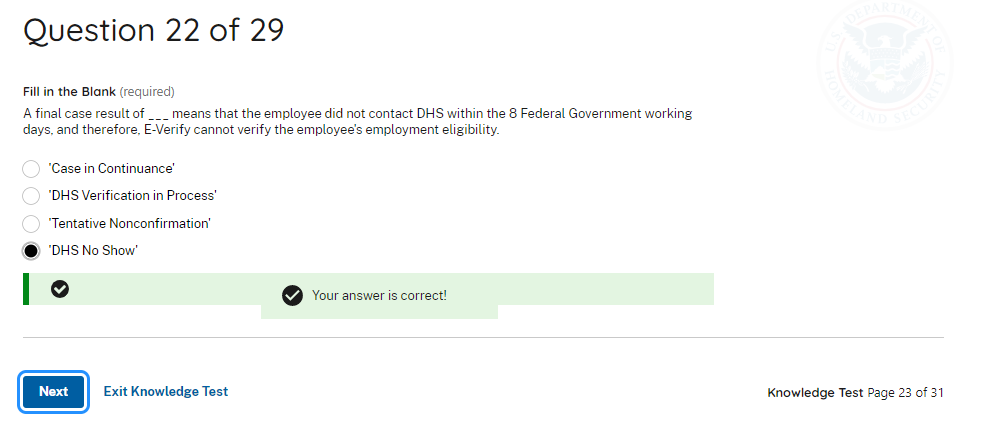 Question 22 of 29
U.S. DEPARTMENT OF HOMELAND SECURITY
Fill in the Blank (required)
A final case result of ___ means that the employee did not contact DHS within the 8 Federal Government working
days, and therefore, E-Verify cannot verify the employee's employment eligibility.
'Case in Continuance'
'DHS Verification in Process'
'Tentative Nonconfirmation'
'DHS No Show'
Your answer is correct!
Next
Exit Knowledge Test
Knowledge Test Page 23 of 31